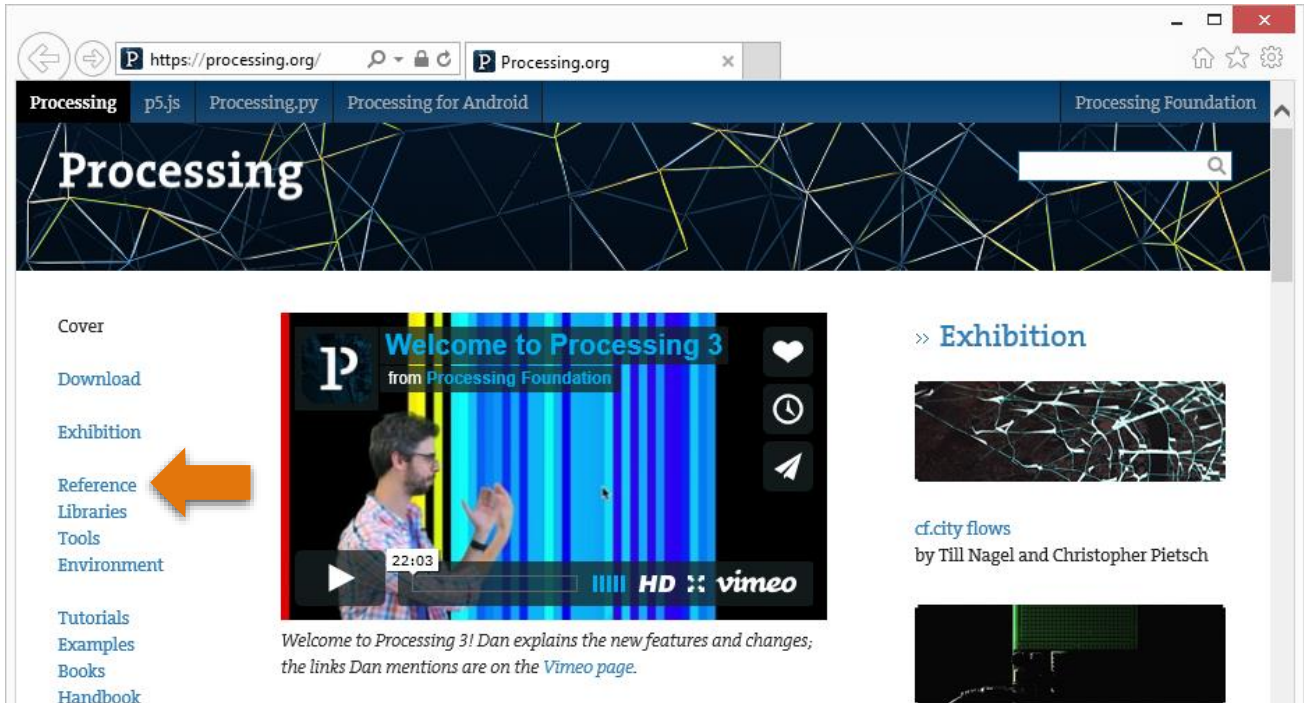 https://processing.org/
Processing.org
Processing p5.js Processing.py Processing for Android Processing Foundation
Processing
Cover
Download
Exhibition
Reference
Libraries
Tools
Environment
Tutorials
Examples
Books
Handbook
Welcome to Processing 3
from Processing Foundation
22:03
HD vimeo
Welcome to Processing 3! Dan explains the new features and changes;
the links Dan mentions are on the Vimeo page.
» Exhibition
cf.city flows
by Till Nagel and Christopher Pietsch